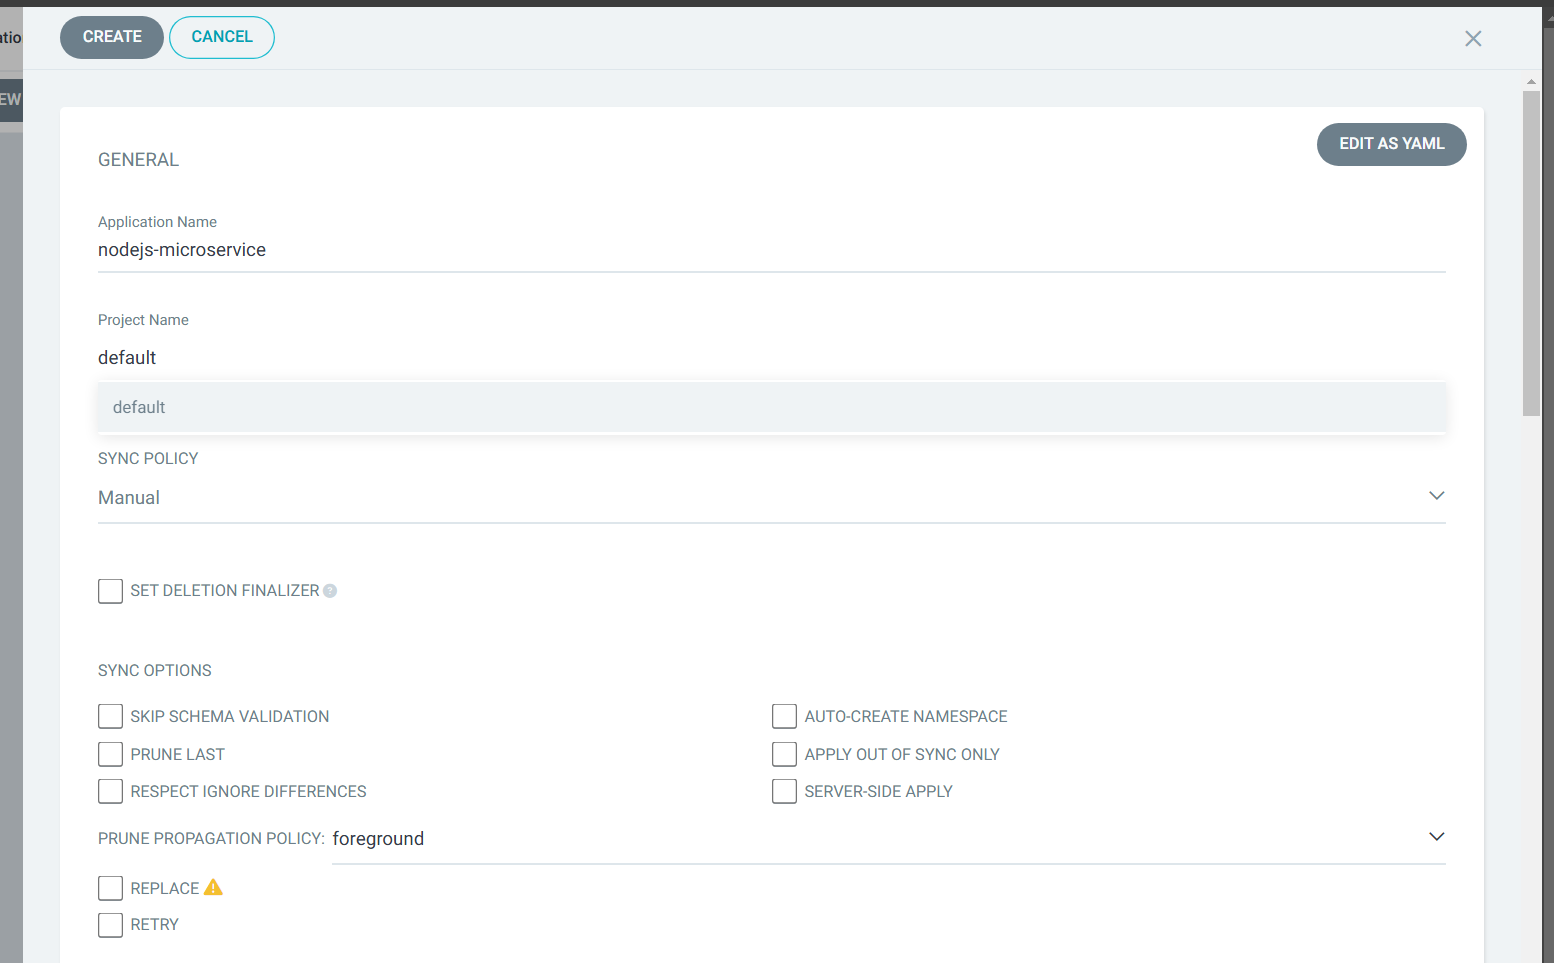 CREATE
CANCEL
EW
EDIT AS YAML
GENERAL
Application Name
nodejs-microservice
Project Name
default
default
SYNC POLICY
Manual
SET DELETION FINALIZER ?
SYNC OPTIONS
SKIP SCHEMA VALIDATION
AUTO-CREATE NAMESPACE
PRUNE LAST
APPLY OUT OF SYNC ONLY
RESPECT IGNORE DIFFERENCES
SERVER-SIDE APPLY
PRUNE PROPAGATION POLICY: foreground
REPLACE
RETRY